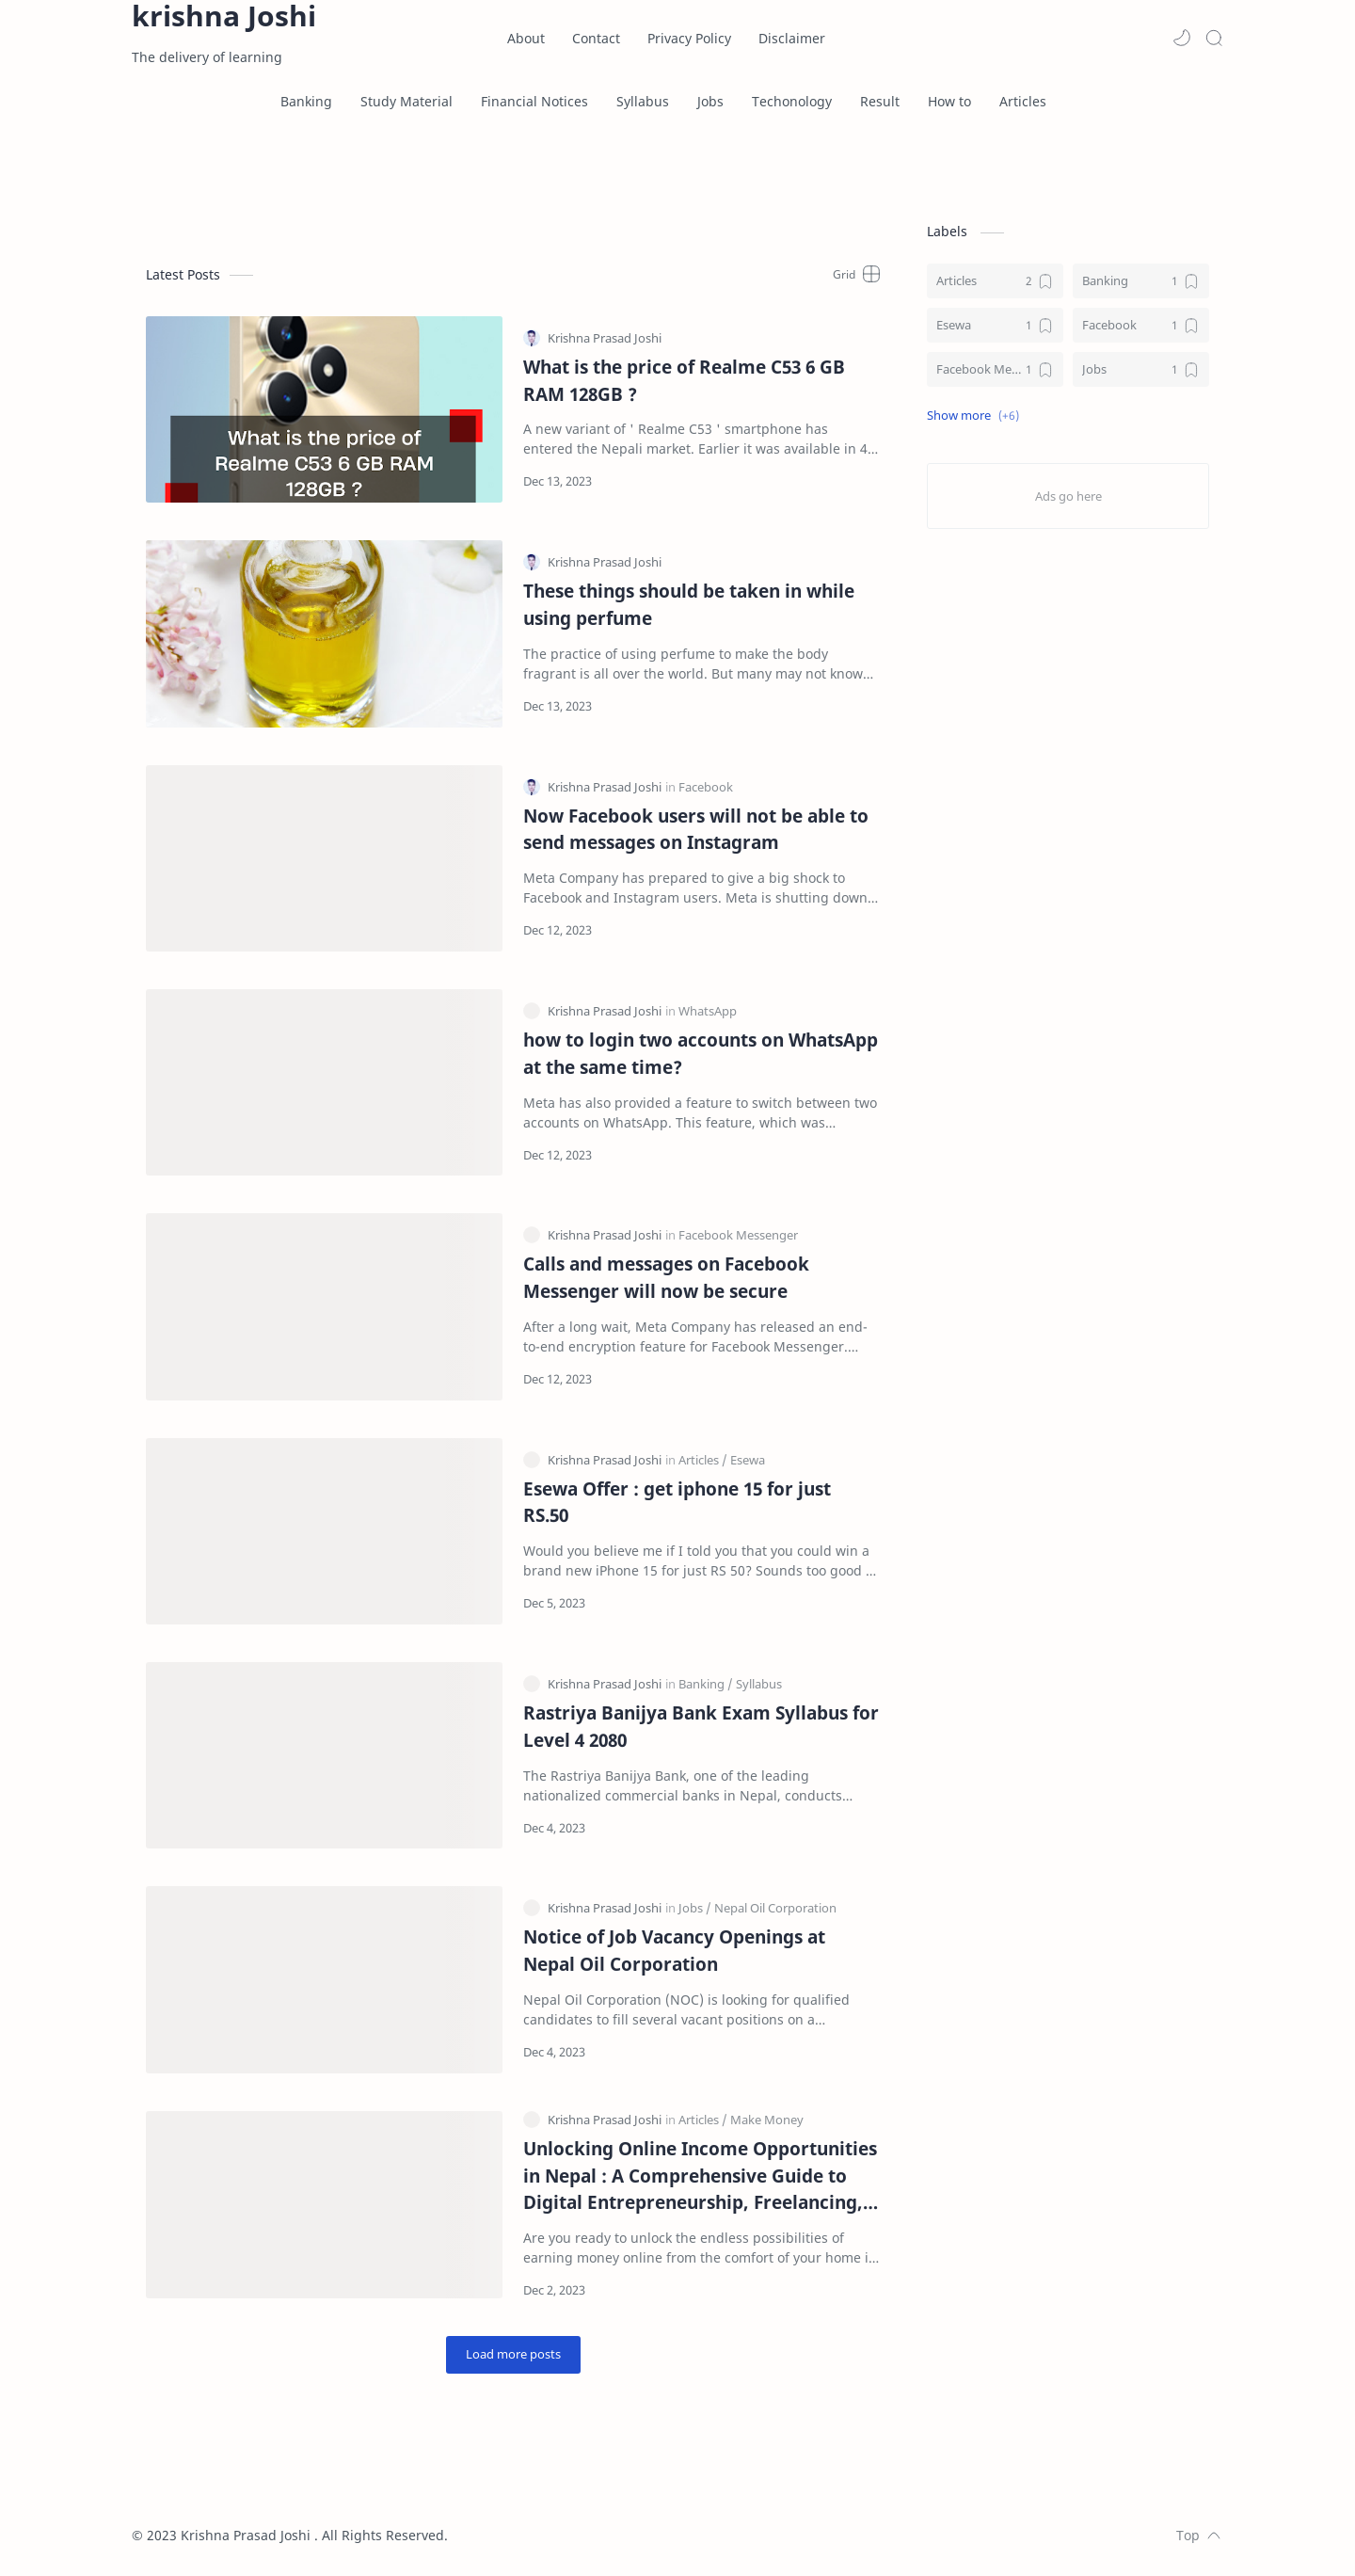 krishna Joshi
The delivery of learning
About Contact Privacy Policy Disclaimer
Banking Study Material Financial Notices Syllabus Jobs Techonology Result How to Articles
Latest Posts
Grid
What is the price of
Realme C53 6 GB RAM
128GB ?
Krishna Prasad Joshi
What is the price of Realme C53 6 GB
RAM 128GB ?
A new variant of ' Realme C53 ' smartphone has
entered the Nepali market. Earlier it was available in 4…
Dec 13, 2023
Krishna Prasad Joshi
These things should be taken in while
using perfume
The practice of using perfume to make the body
fragrant is all over the world. But many may not know…
Dec 13, 2023
Krishna Prasad Joshi in Facebook
Now Facebook users will not be able to
send messages on Instagram
Meta Company has prepared to give a big shock to
Facebook and Instagram users. Meta is shutting down…
Dec 12, 2023
Krishna Prasad Joshi in WhatsApp
how to login two accounts on WhatsApp
at the same time?
Meta has also provided a feature to switch between two
accounts on WhatsApp. This feature, which was…
Dec 12, 2023
Krishna Prasad Joshi in Facebook Messenger
Calls and messages on Facebook
Messenger will now be secure
After a long wait, Meta Company has released an end-
to-end encryption feature for Facebook Messenger.…
Dec 12, 2023
Krishna Prasad Joshi in Articles / Esewa
Esewa Offer : get iphone 15 for just
RS.50
Would you believe me if I told you that you could win a
brand new iPhone 15 for just RS 50? Sounds too good …
Dec 5, 2023
Krishna Prasad Joshi in Banking / Syllabus
Rastriya Banijya Bank Exam Syllabus for
Level 4 2080
The Rastriya Banijya Bank, one of the leading
nationalized commercial banks in Nepal, conducts…
Dec 4, 2023
Krishna Prasad Joshi in Jobs / Nepal Oil Corporation
Notice of Job Vacancy Openings at
Nepal Oil Corporation
Nepal Oil Corporation (NOC) is looking for qualified
candidates to fill several vacant positions on a…
Dec 4, 2023
Krishna Prasad Joshi in Articles / Make Money
Unlocking Online Income Opportunities
in Nepal : A Comprehensive Guide to
Digital Entrepreneurship, Freelancing,…
Are you ready to unlock the endless possibilities of
earning money online from the comfort of your home i…
Dec 2, 2023
Load more posts
Labels
Articles 2 Banking 1
Esewa 1 Facebook 1
Facebook Me… 1 Jobs 1
Show more (+6)
Ads go here
© 2023 Krishna Prasad Joshi . All Rights Reserved.
Top